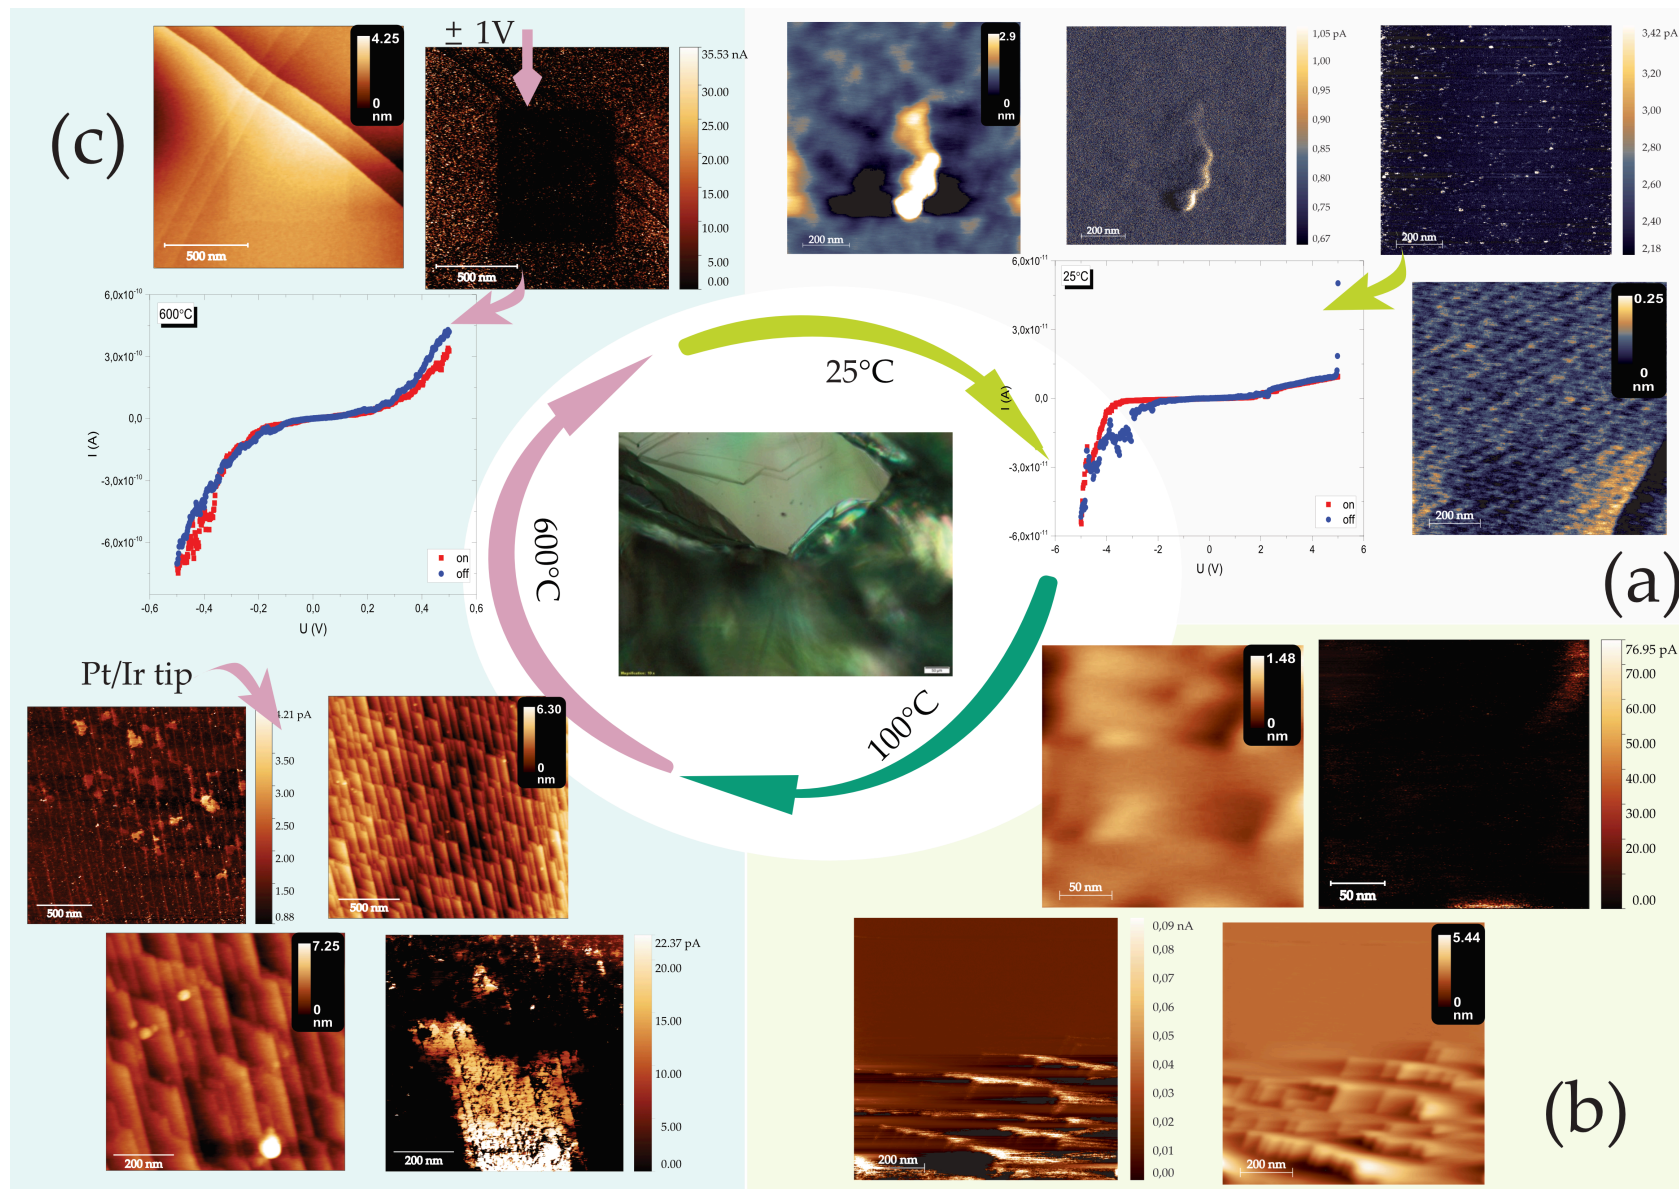 (c)
4.25
0
nm
500 nm
± 1V
35.53 nA
30.00
25.00
20.00
15.00
10.00
5.00
0.00
500 nm
2.9
0
nm
200 nm
1,05 pA
1,00
0,95
0,90
0,85
0,80
0,75
0,67
200 nm
3,42 pA
3,20
3,00
2,80
2,60
2,40
2,18
200 nm
6,0x10⁻¹⁰
3,0x10⁻¹⁰
0,0
-3,0x10⁻¹⁰
-6,0x10⁻¹⁰
I (A)
600°C
on
off
-0,6
-0,4
-0,2
0,0
0,2
0,4
0,6
U (V)
6,0x10⁻¹¹
3,0x10⁻¹¹
0,0
-3,0x10⁻¹¹
-6,0x10⁻¹¹
I (A)
25°C
on
off
-6
-4
-2
0
2
4
6
U (V)
0.25
0
nm
200 nm
(a)
25°C
600°C
100°C
Pt/Ir tip
4.21 pA
3.50
3.00
2.50
2.00
1.50
0.88
500 nm
6.30
0
nm
500 nm
7.25
0
nm
200 nm
22.37 pA
20.00
15.00
10.00
5.00
0.00
200 nm
1.48
0
nm
50 nm
76.95 pA
70.00
60.00
50.00
40.00
30.00
20.00
0.00
50 nm
0,09 nA
0,08
0,07
0,06
0,05
0,04
0,03
0,02
0,01
0,00
200 nm
5.44
0
nm
200 nm
(b)